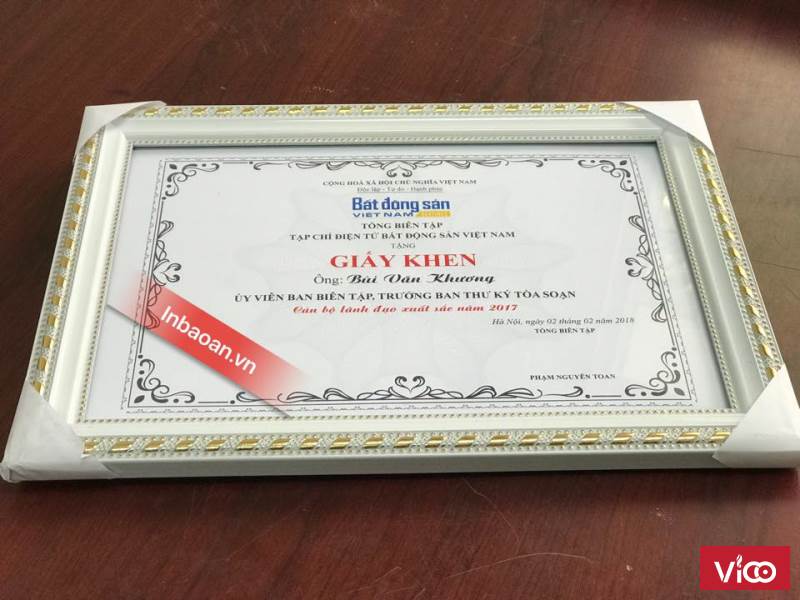 CỘNG HOÀ XÃ HỘI CHỦ NGHĨA VIỆT NAM
Độc lập - Tự do - Hạnh phúc
Bất động sản
VIỆT NAM
TỔNG BIÊN TẬP
TẠP CHÍ ĐIỆN TỬ BẤT ĐỘNG SẢN VIỆT NAM
TẶNG
GIẤY KHEN
Ông: Bùi Văn Khương
ỦY VIÊN BAN BIÊN TẬP, TRƯỞNG BAN THƯ KÝ TÒA SOẠN
Cán bộ lãnh đạo xuất sắc năm 2017
Hà Nội, ngày 02 tháng 02 năm 2018
TỔNG BIÊN TẬP
PHẠM NGUYÊN TOAN
Inbaoan.vn
Vico